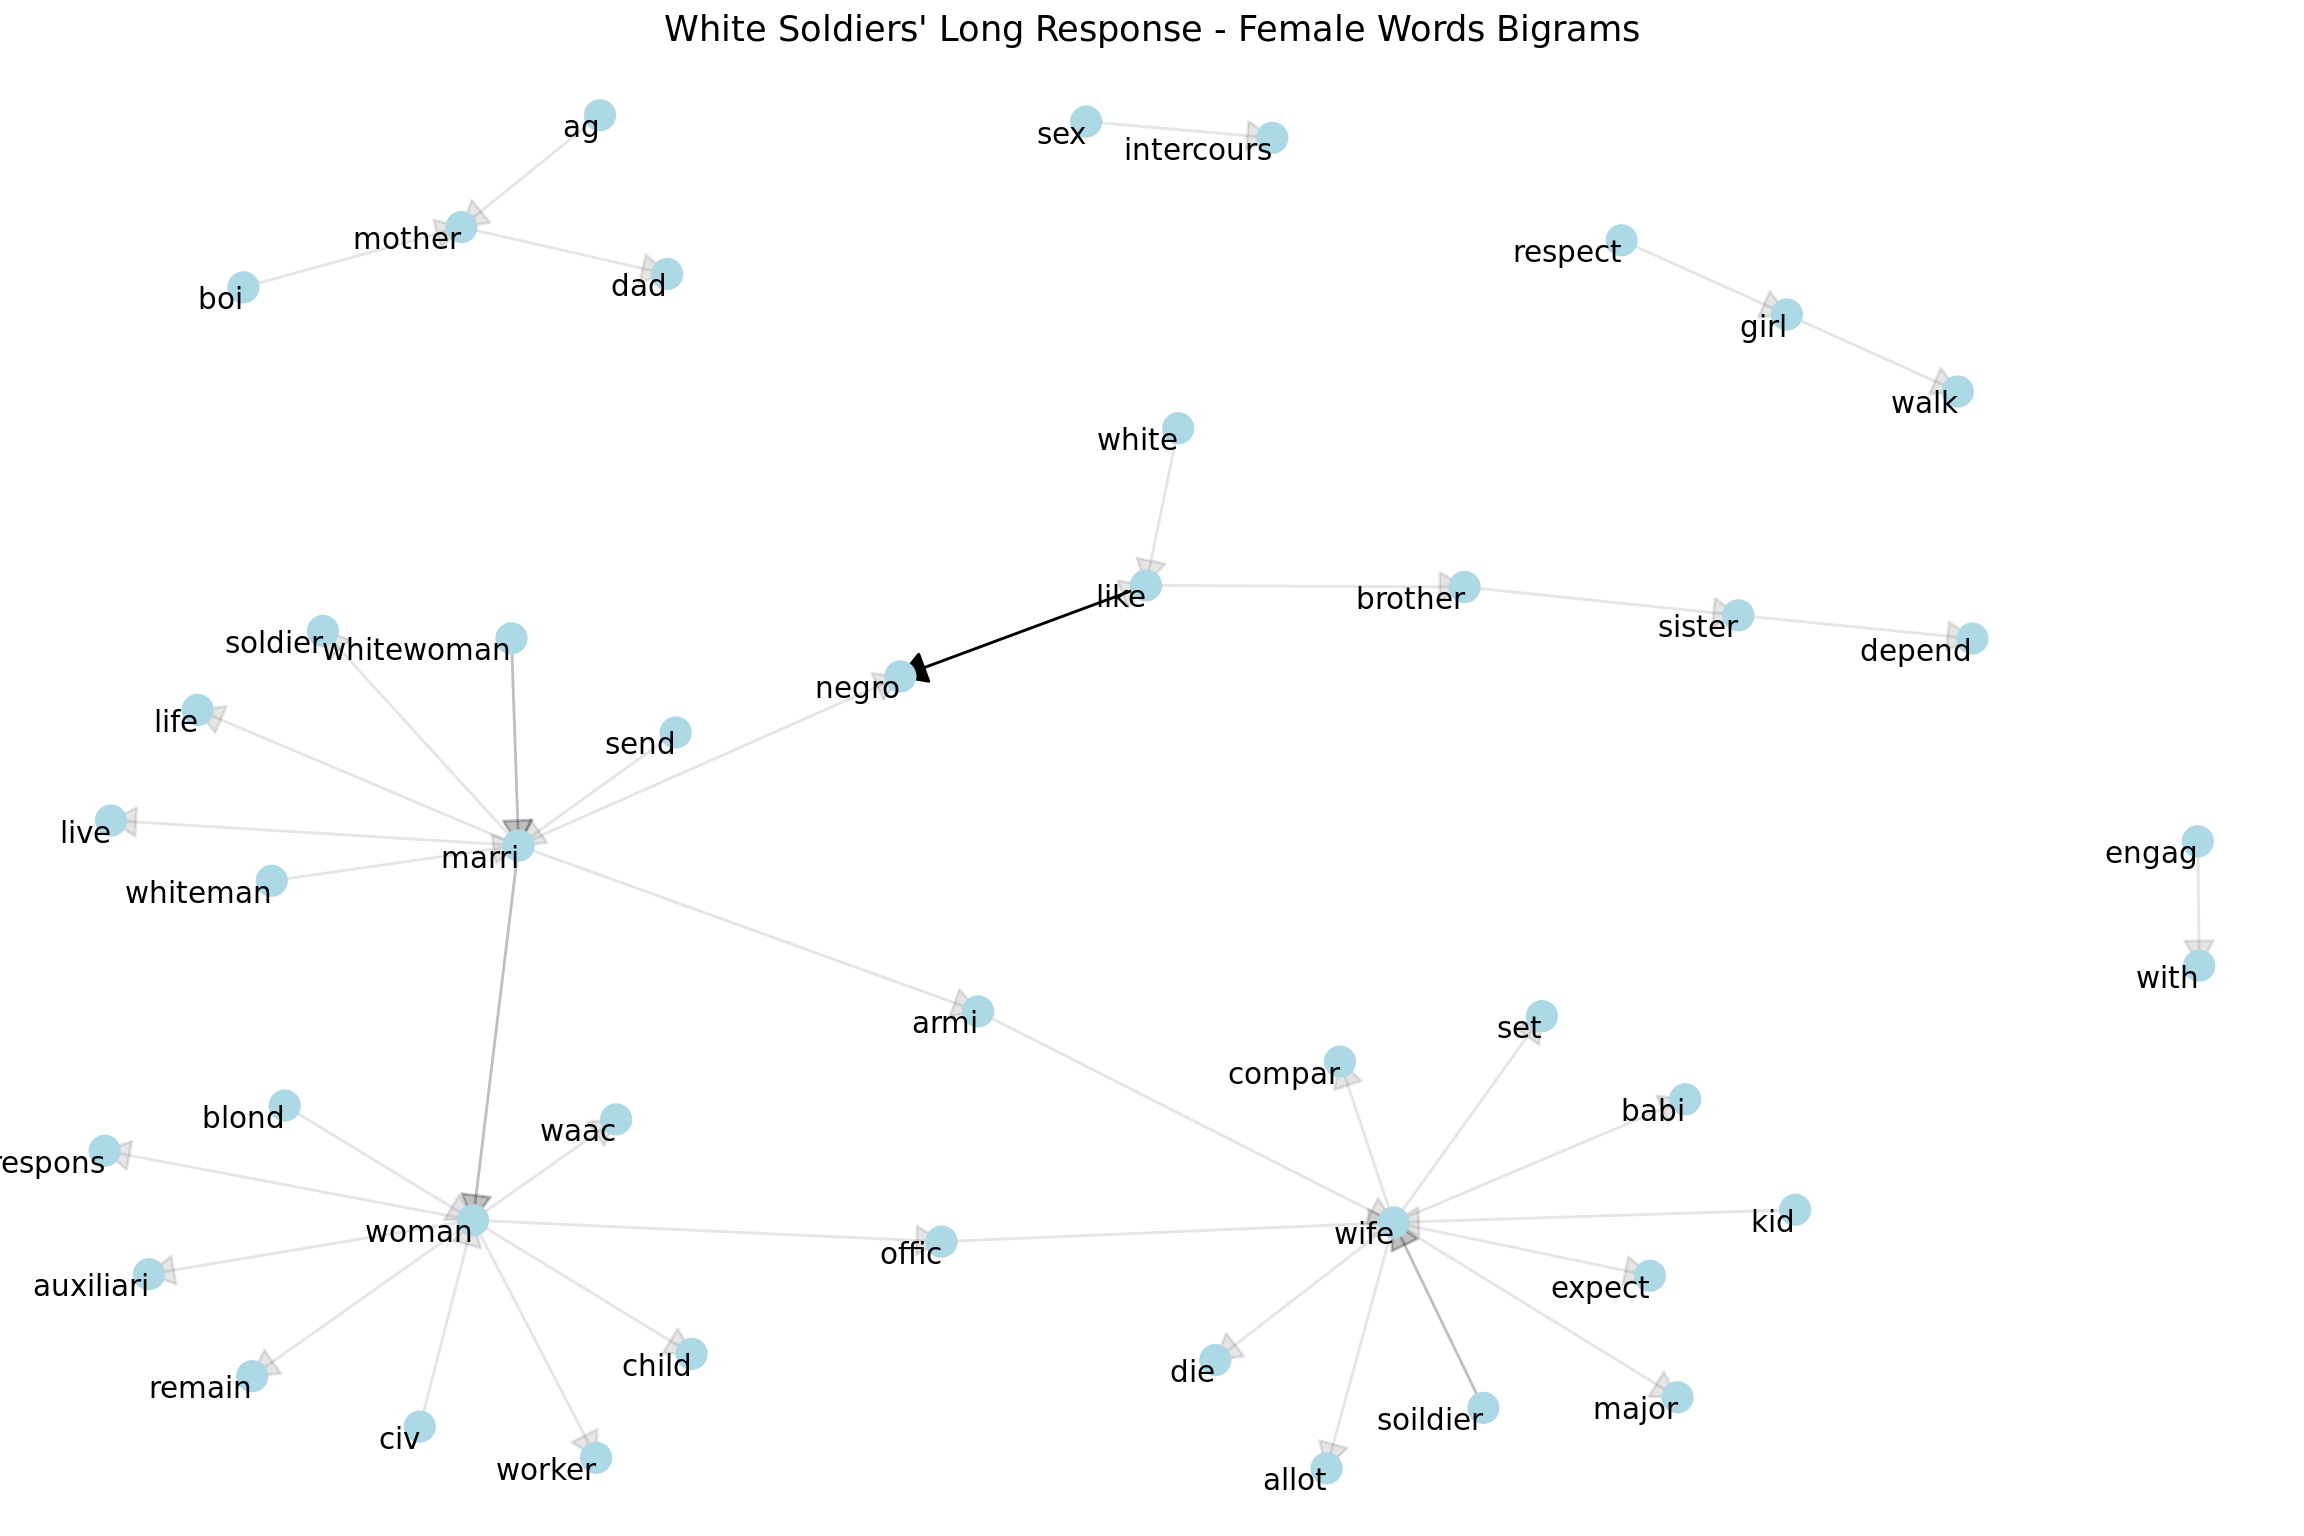 White Soldiers' Long Response - Female Words Bigrams
ag
sex
intercours
mother
respect
dad
boi
girl
walk
white
like
brother
sister
soldier
whitewoman
depend
negro
life
send
live
marri
engag
whiteman
with
armi
set
compar
babi
blond
waac
respons
kid
woman
wife
offic
auxiliari
expect
child
die
remain
major
soildier
civ
worker
allot